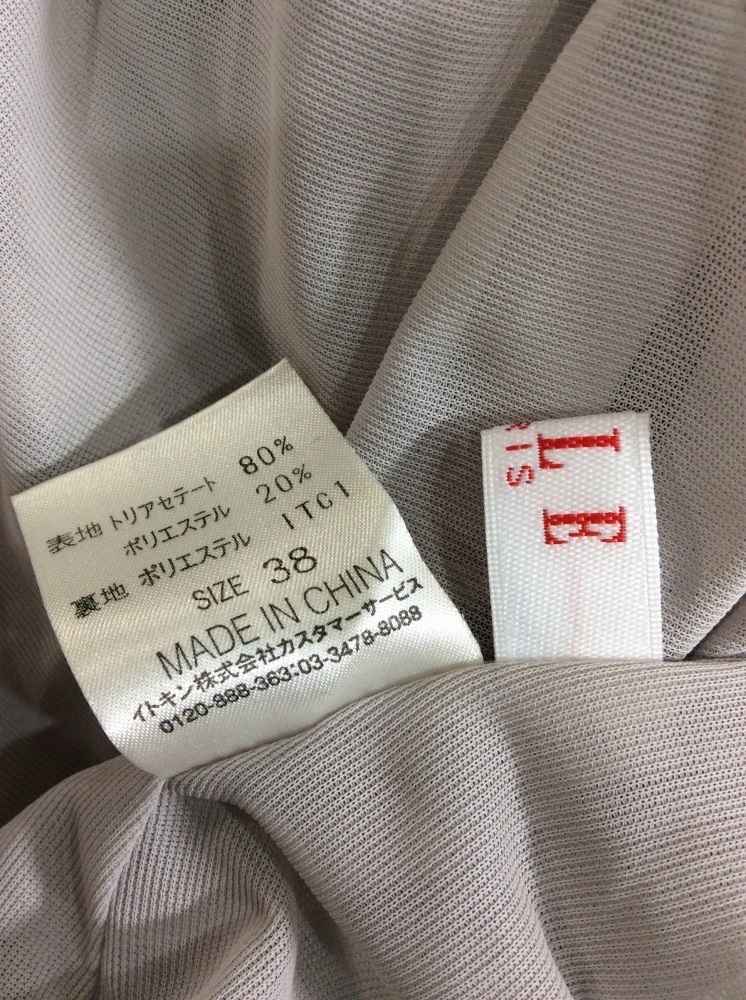 表地 トリアセテート 80%
ポリエステル 20%
裏地 ポリエステル ITC1
SIZE 38
MADE IN CHINA
イトキン株式会社カスタマーサービス
0120-888-363:03-3478-8088
L E
IS